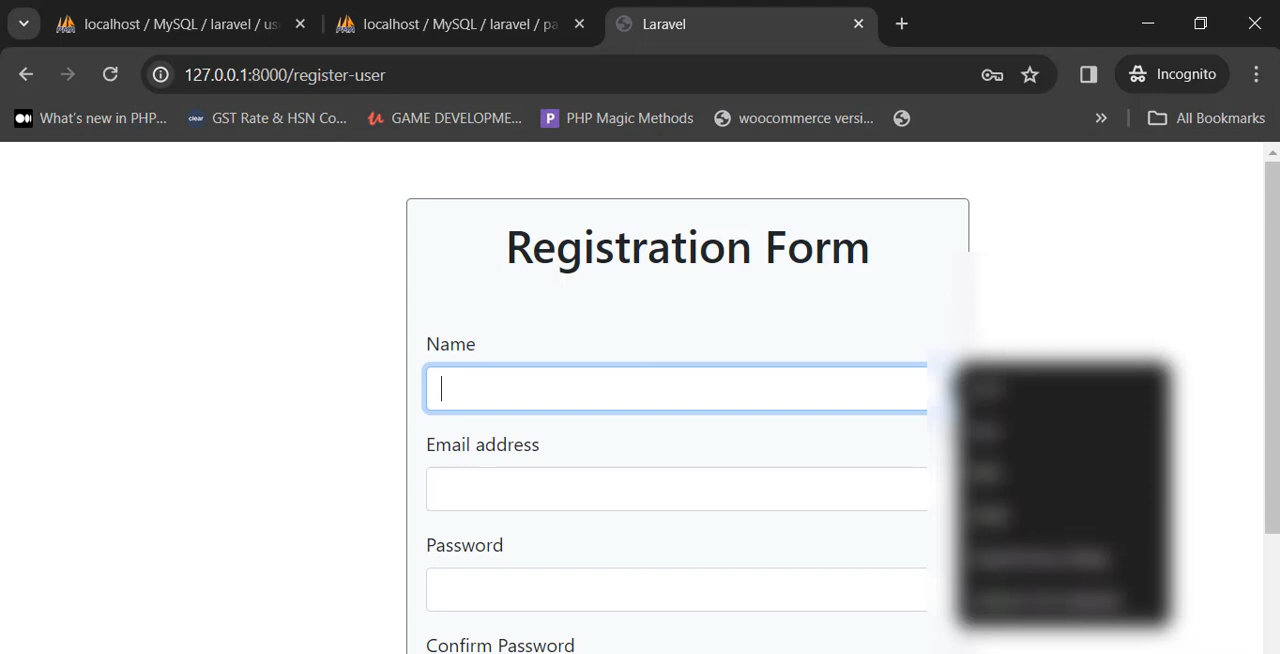 localhost / MySQL / laravel / us
localhost / MySQL / laravel / pa
Laravel
127.0.0.1:8000/register-user
Incognito
What's new in PHP...
clear
GST Rate & HSN Co...
GAME DEVELOPME...
P
PHP Magic Methods
woocommerce versi...
All Bookmarks
Registration Form
Name
Email address
Password
Confirm Password